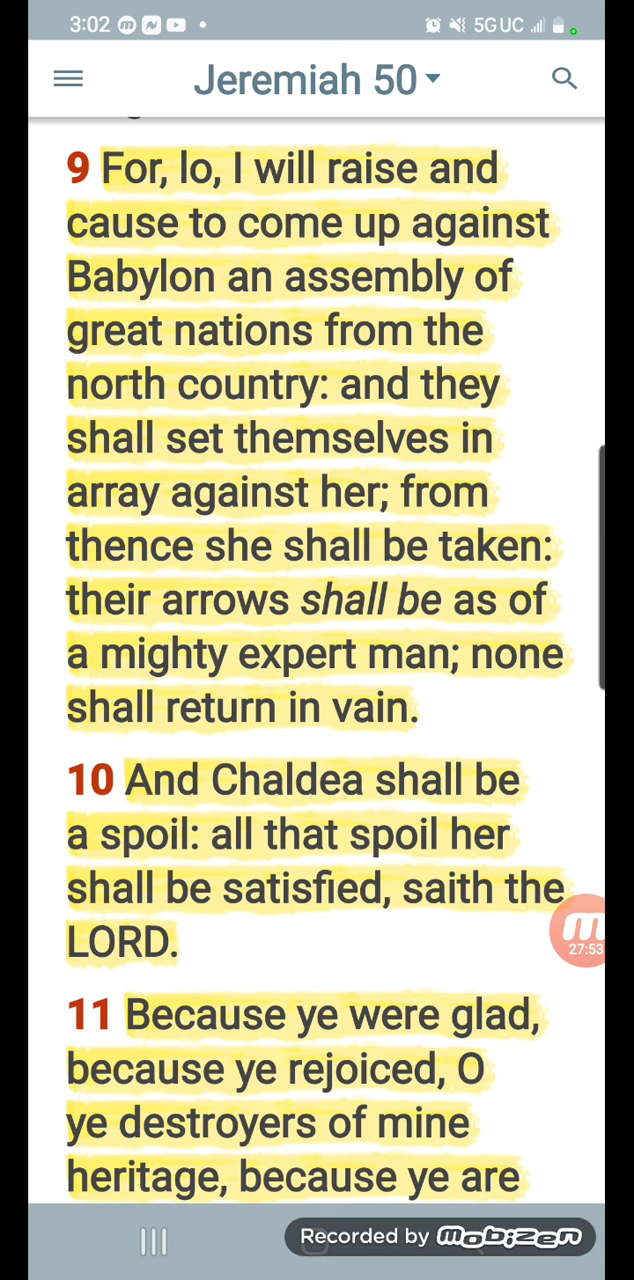 3:02 5G UC
Jeremiah 50
9 For, lo, I will raise and
cause to come up against
Babylon an assembly of
great nations from the
north country: and they
shall set themselves in
array against her; from
thence she shall be taken:
their arrows shall be as of
a mighty expert man; none
shall return in vain.
10 And Chaldea shall be
a spoil: all that spoil her
shall be satisfied, saith the
LORD.
27:53
11 Because ye were glad,
because ye rejoiced, O
ye destroyers of mine
heritage, because ye are
Recorded by mobizen